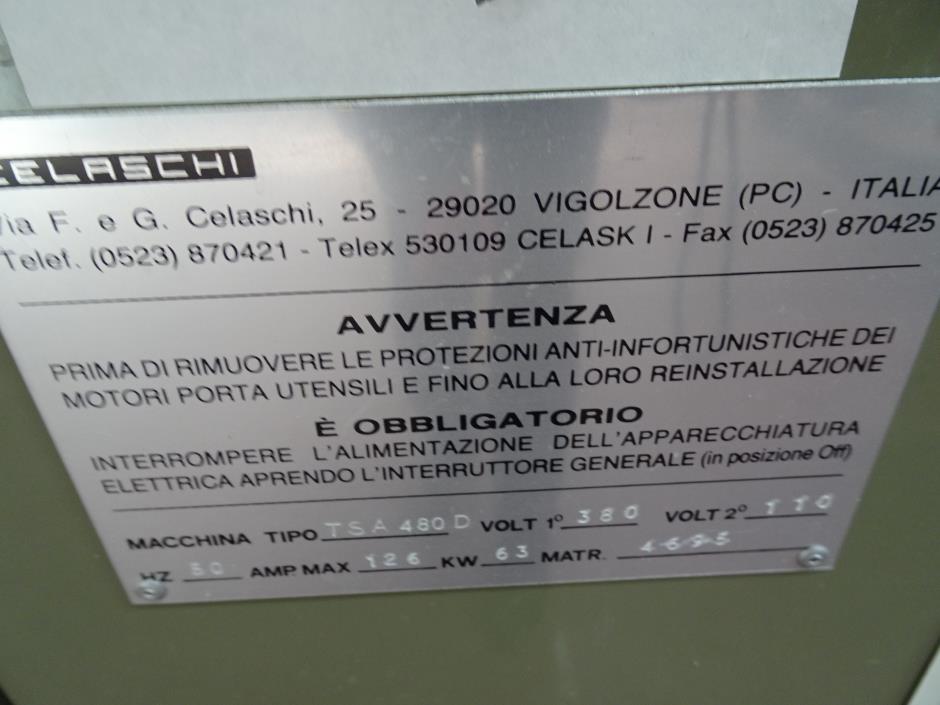 CELASCHI
Via F. e G. Celaschi, 25 - 29020 VIGOLZONE (PC) - ITALIA
Telef. (0523) 870421 - Telex 530109 CELASK I - Fax (0523) 870425
AVVERTENZA
PRIMA DI RIMUOVERE LE PROTEZIONI ANTI-INFORTUNISTICHE DEI
MOTORI PORTA UTENSILI E FINO ALLA LORO REINSTALLAZIONE
È OBBLIGATORIO
INTERROMPERE L'ALIMENTAZIONE DELL'APPARECCHIATURA
ELETTRICA APRENDO L'INTERRUTTORE GENERALE (in posizione Off)
MACCHINA TIPO TSA 480 D VOLT 1° 380 VOLT 2° 110
HZ 50 AMP. MAX 126 KW 63 MATR.